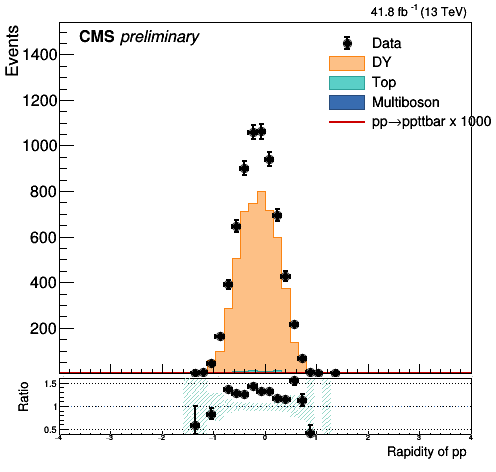 41.8 fb⁻¹ (13 TeV)
CMS preliminary
Events
1400
1200
1000
800
600
400
200
Data
DY
Top
Multiboson
pp→ppttbar x 1000
Ratio
1.5
1
0.5
-4 -3 -2 -1 0 1 2 3 4
Rapidity of pp